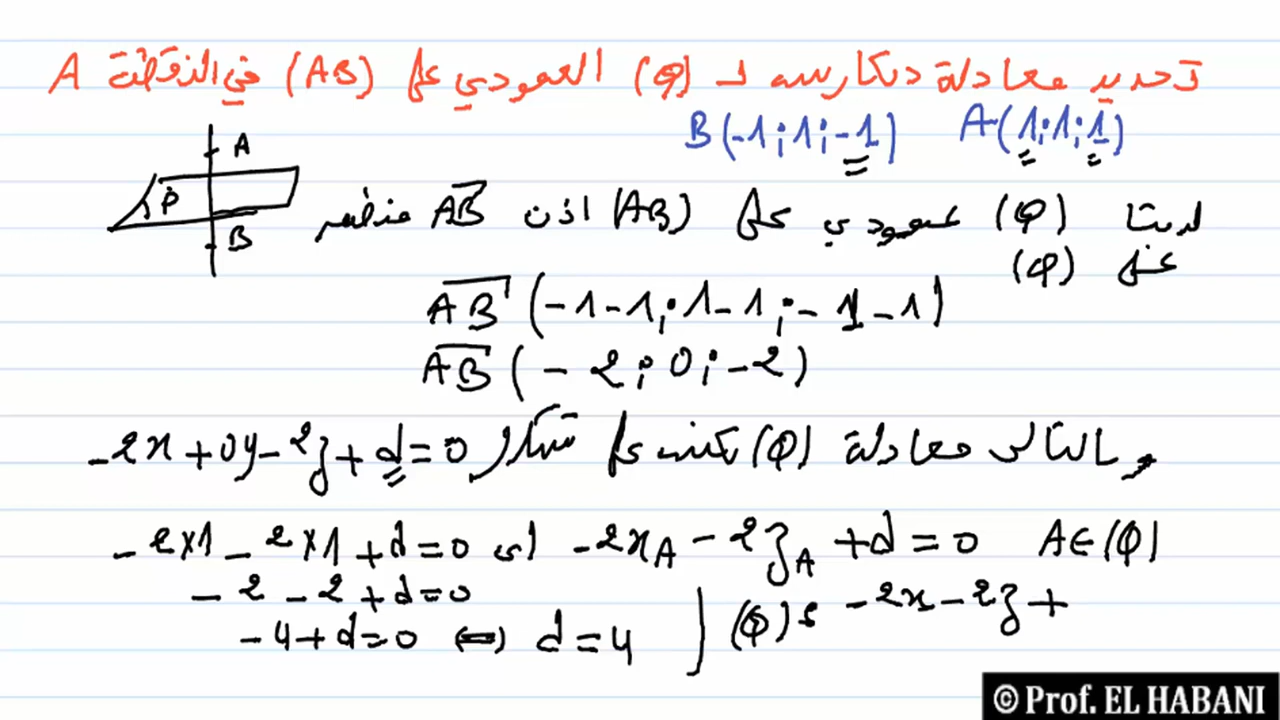 تحديد معادلة ديكارتية لـ (P) العمودي على (AB) في النقطة A
A(1;1;1) B(-1;1;-1)
A
P
B
لدينا (P) عمودي على (AB) اذن AB منظمية
على (P)
AB (-1-1;1-1;-1-1)
AB (-2;0;-2)
وبالتالي معادلة (P) تكتب على شكل -2x+0y-2z+d=0
A∈(P) -2xA-2zA+d=0 اي -2×1-2×1+d=0
-2-2+d=0
-4+d=0 ⟺ d=4
(P): -2x-2z+
© Prof. EL HABANI